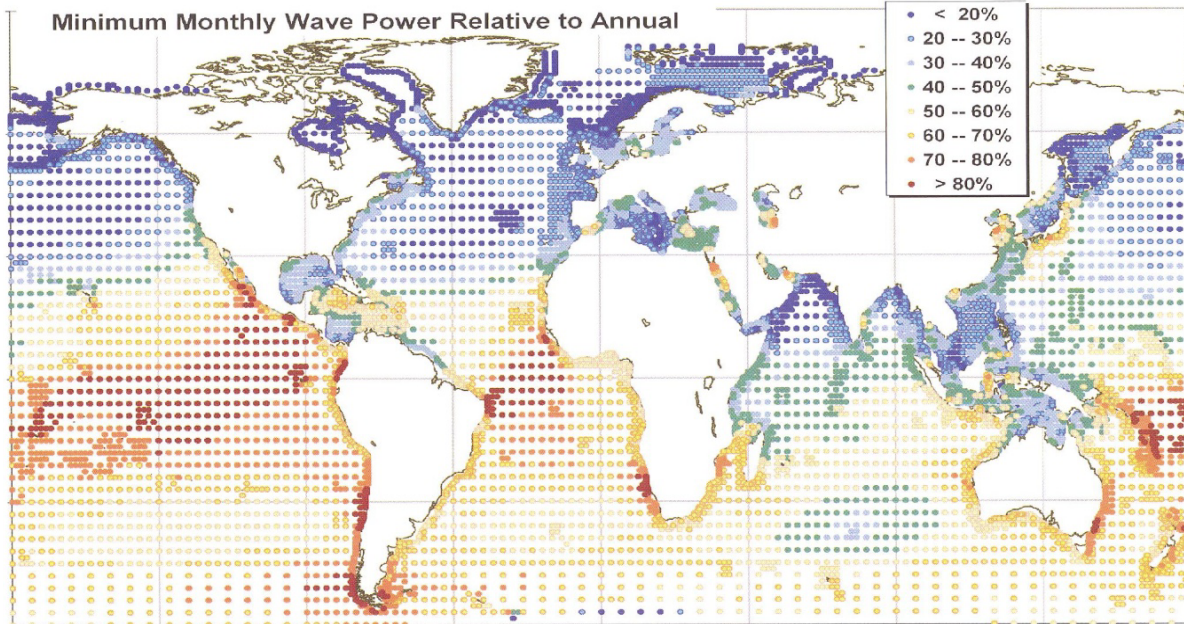 Minimum Monthly Wave Power Relative to Annual
< 20%
20 -- 30%
30 -- 40%
40 -- 50%
50 -- 60%
60 -- 70%
70 -- 80%
> 80%